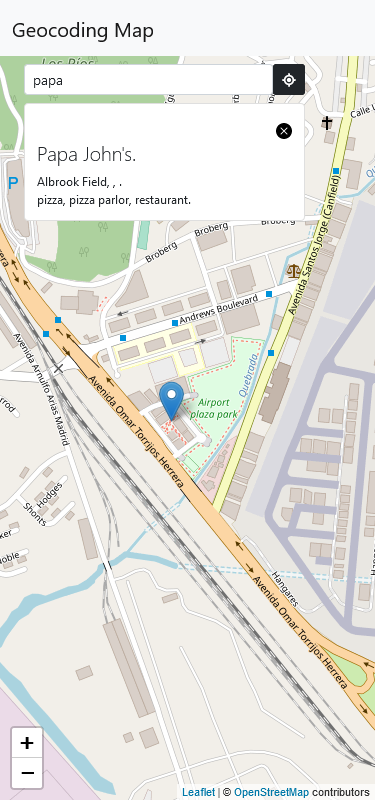 Geocoding Map
Los Ríos
papa
Calle L
Papa John's.
Albrook Field, , .
pizza, pizza parlor, restaurant.
P
Broberg
Broberg
Broberg
Avenida Santos Jorge (Canfield)
Andrews Boulevard
Avenida Arnulfo Arias Madrid
Avenida Omar Torrijos Herrera
Quebrada
Airport
plaza park
Hodges
Shonts
Hangares
Avenida Omar Torrijos Herrera
+
−
Leaflet | © OpenStreetMap contributors